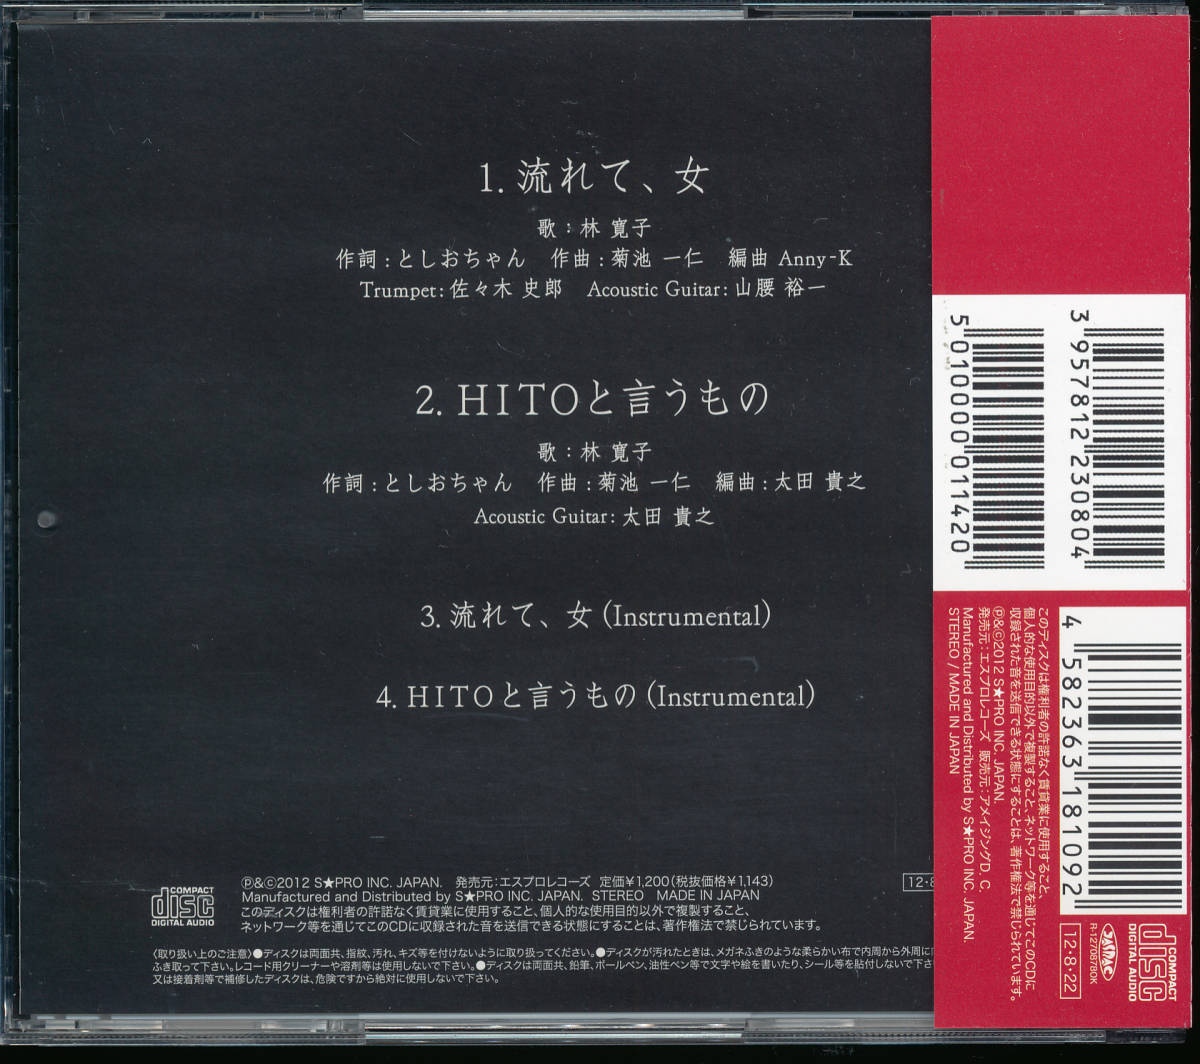 1. 流れて、女
歌：林 寛子
作詞：としおちゃん　作曲：菊池 一仁　編曲 Anny-K
Trumpet：佐々木 史郎　Acoustic Guitar：山腰 裕一
2. HITOと言うもの
歌：林 寛子
作詞：としおちゃん　作曲：菊池 一仁　編曲：太田 貴之
Acoustic Guitar：太田 貴之
3. 流れて、女 (Instrumental)
4. HITOと言うもの (Instrumental)
COMPACT
disc
DIGITAL AUDIO
℗&©2012 S★PRO INC. JAPAN.　発売元：エスプロレコーズ　定価¥1,200(税抜価格¥1,143)
Manufactured and Distributed by S★PRO INC. JAPAN.　STEREO　MADE IN JAPAN
このディスクは権利者の許諾なく賃貸業に使用すること、個人的な使用目的以外で複製すること、
ネットワーク等を通じてこのCDに収録された音を送信できる状態にすることは、著作権法で禁じられています。
12・8
〈取り扱い上のご注意〉●ディスクは両面共、指紋、汚れ、キズ等を付けないように取り扱ってください。●ディスクが汚れたときは、メガネふきのような柔らかい布で内周から外周に
ふき取って下さい。レコード用クリーナーや溶剤等は使用しないで下さい。●ディスクは両面共、鉛筆、ボールペン、油性ペン等で文字や絵を書いたり、シール等を貼付しないで下さ
又は接着剤等で補修したディスクは、危険ですから絶対に使用しないで下さい。
3 957812 230804
5 010000 011420
4 582363 181092
このディスクは権利者の許諾なく賃貸業に使用すること、
個人的な使用目的以外で複製すること、ネットワーク等を通じてこのCDに
収録された音を送信できる状態にすることは、著作権法で禁じられています。
℗&©2012 S★PRO INC. JAPAN.
発売元：エスプロレコーズ　販売元：アメイジングD.C.
Manufactured and Distributed by S★PRO INC. JAPAN.
STEREO / MADE IN JAPAN
COMPACT
disc
DIGITAL AUDIO
JASRAC
R-1270878OK
12・8・22